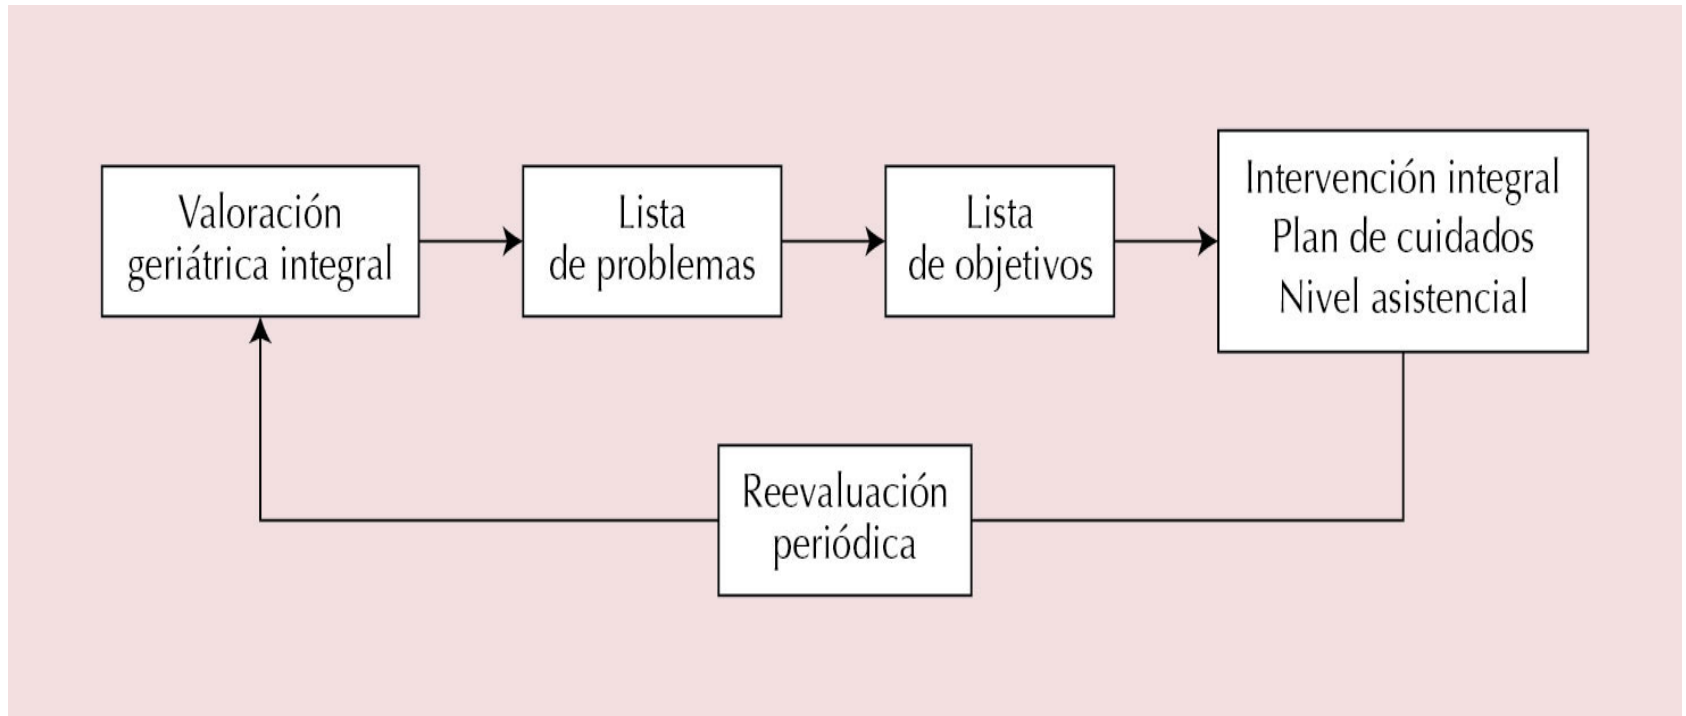 Valoración
geriátrica integral
Lista
de problemas
Lista
de objetivos
Intervención integral
Plan de cuidados
Nivel asistencial
Reevaluación
periódica